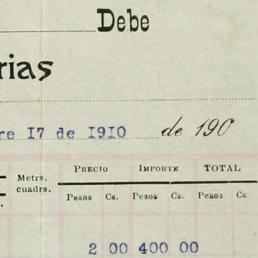 Debe
rias
re 17 de 1910 de 190
Metrs. cuadrs. PRECIO IMPORTE TOTAL
Pesos Cs. Pesos Cs. Pesos Cs.
2 00 400 00